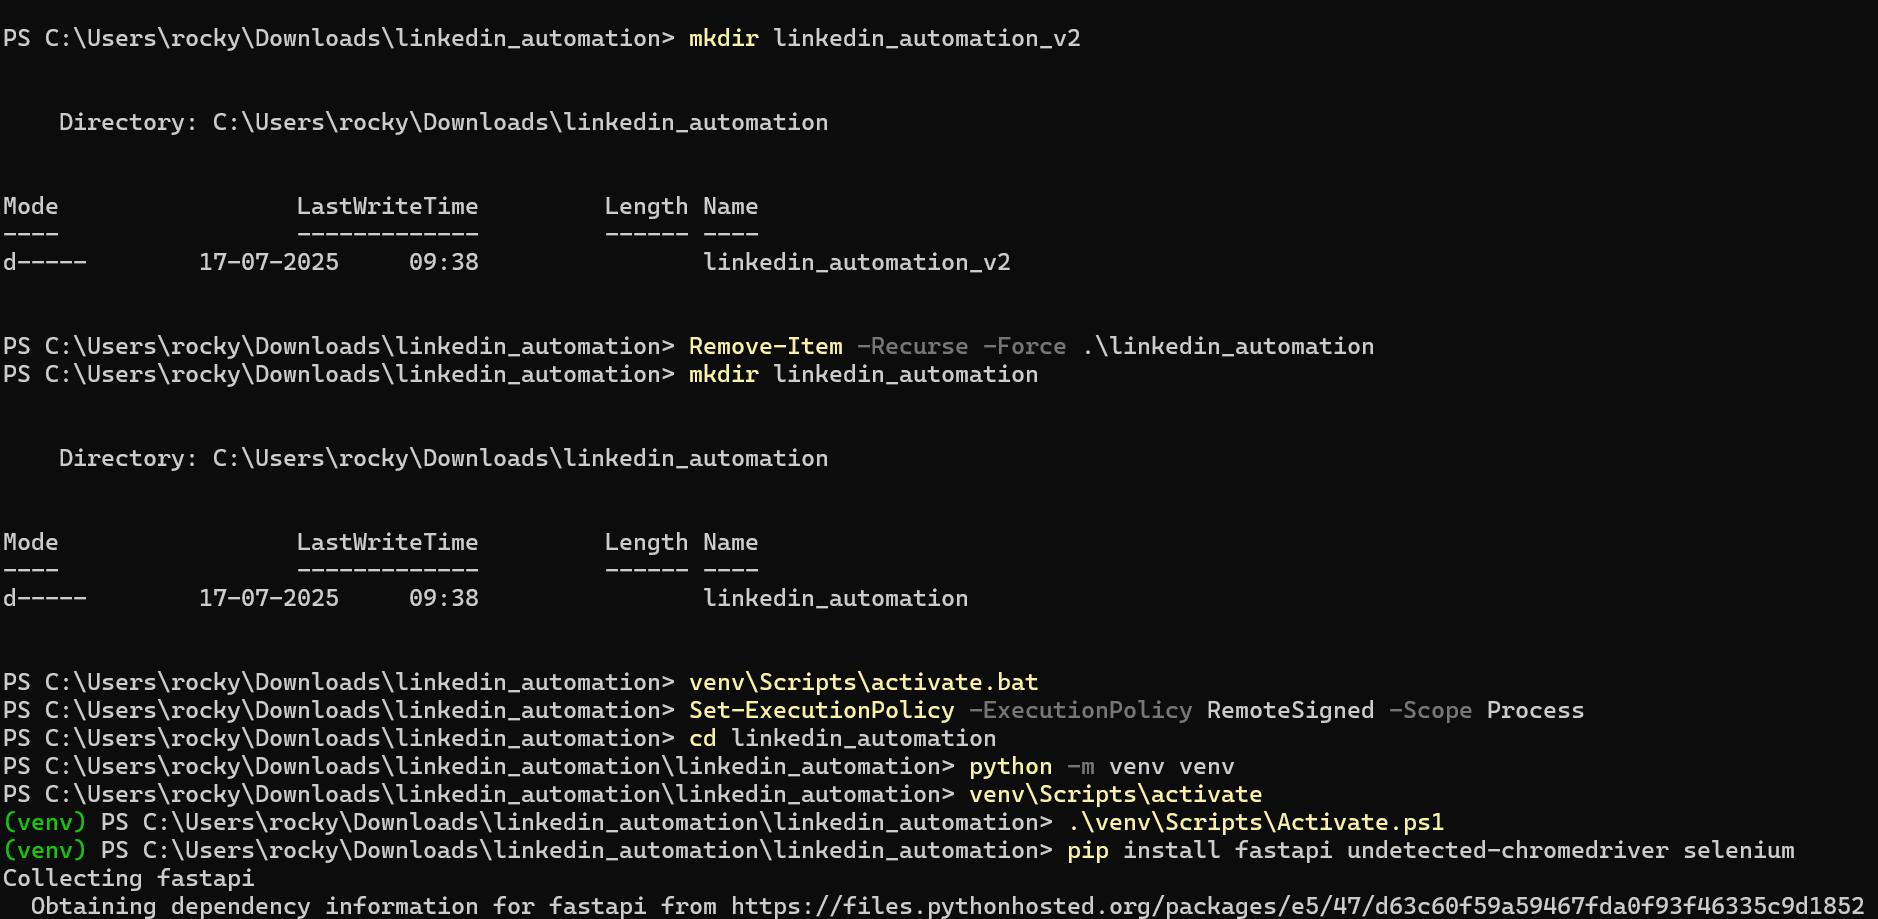 PS C:\Users\rocky\Downloads\linkedin_automation> mkdir linkedin_automation_v2
Directory: C:\Users\rocky\Downloads\linkedin_automation
Mode                 LastWriteTime         Length Name
----                 -------------         ------ ----
d-----        17-07-2025     09:38                linkedin_automation_v2
PS C:\Users\rocky\Downloads\linkedin_automation> Remove-Item -Recurse -Force .\linkedin_automation
PS C:\Users\rocky\Downloads\linkedin_automation> mkdir linkedin_automation
Directory: C:\Users\rocky\Downloads\linkedin_automation
Mode                 LastWriteTime         Length Name
----                 -------------         ------ ----
d-----        17-07-2025     09:38                linkedin_automation
PS C:\Users\rocky\Downloads\linkedin_automation> venv\Scripts\activate.bat
PS C:\Users\rocky\Downloads\linkedin_automation> Set-ExecutionPolicy -ExecutionPolicy RemoteSigned -Scope Process
PS C:\Users\rocky\Downloads\linkedin_automation> cd linkedin_automation
PS C:\Users\rocky\Downloads\linkedin_automation\linkedin_automation> python -m venv venv
PS C:\Users\rocky\Downloads\linkedin_automation\linkedin_automation> venv\Scripts\activate
(venv) PS C:\Users\rocky\Downloads\linkedin_automation\linkedin_automation> .\venv\Scripts\Activate.ps1
(venv) PS C:\Users\rocky\Downloads\linkedin_automation\linkedin_automation> pip install fastapi undetected-chromedriver selenium
Collecting fastapi
  Obtaining dependency information for fastapi from https://files.pythonhosted.org/packages/e5/47/d63c60f59a59467fda0f93f46335c9d1852